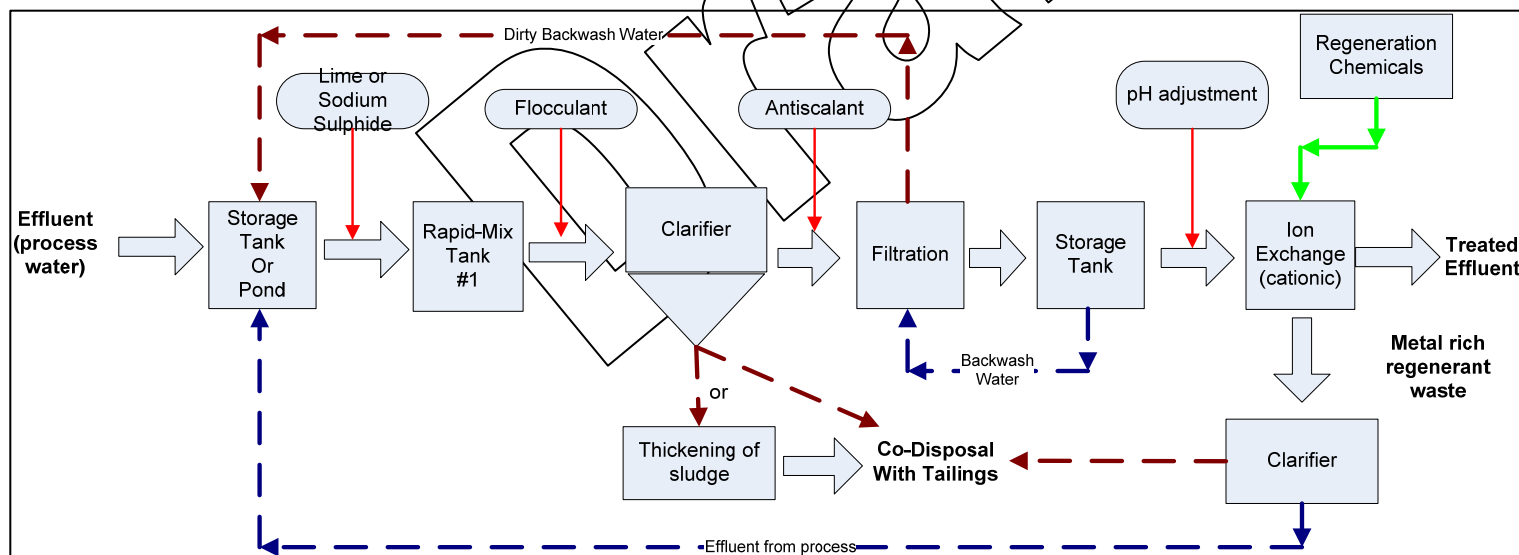 Dirty Backwash Water
Regeneration
Chemicals
Lime or
Sodium
Sulphide
Flocculant
Antiscalant
pH adjustment
Effluent
(process
water)
Storage
Tank
Or
Pond
Rapid-Mix
Tank
#1
Clarifier
Filtration
Storage
Tank
Ion
Exchange
(cationic)
Treated
Effluent
Backwash
Water
Metal rich
regenerant
waste
or
Thickening of
sludge
Co-Disposal
With Tailings
Clarifier
Effluent from process